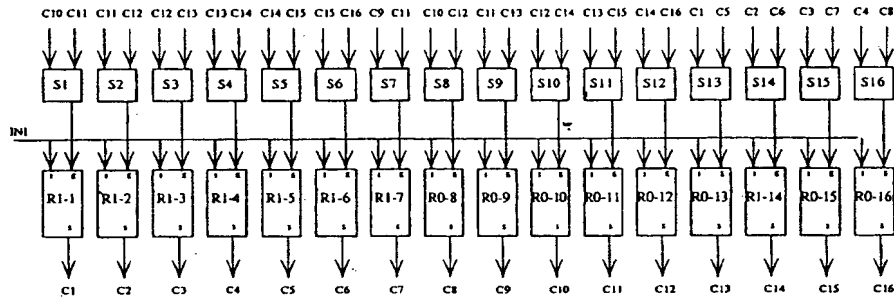 C10 C11 C11 C12 C12 C13 C13 C14 C14 C15 C15 C16 C9 C11 C10 C12 C11 C13 C12 C14 C13 C15 C14 C16 C1 C5 C2 C6 C3 C7 C4 C8
S1 S2 S3 S4 S5 S6 S7 S8 S9 S10 S11 S12 S13 S14 S15 S16
IN1
R1-1 R1-2 R1-3 R1-4 R1-5 R1-6 R1-7 R0-8 R0-9 R0-10 R0-11 R0-12 R0-13 R1-14 R0-15 R0-16
C1 C2 C3 C4 C5 C6 C7 C8 C9 C10 C11 C12 C13 C14 C15 C16